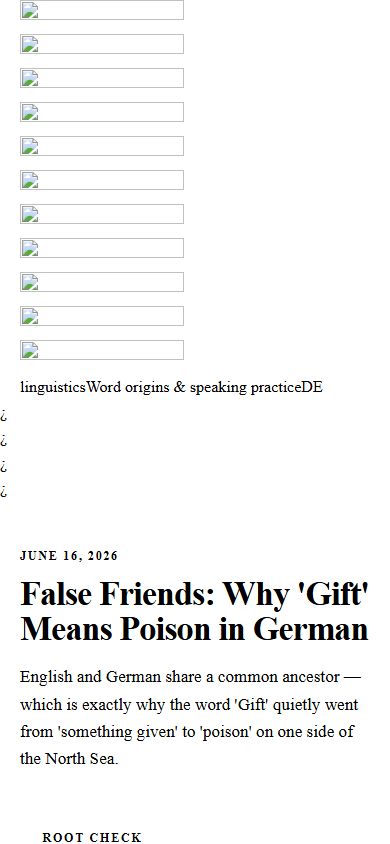 linguisticsWord origins & speaking practiceDE
¿
¿
¿
¿
JUNE 16, 2026
False Friends: Why 'Gift'
Means Poison in German
English and German share a common ancestor —
which is exactly why the word 'Gift' quietly went
from 'something given' to 'poison' on one side of
the North Sea.
ROOT CHECK